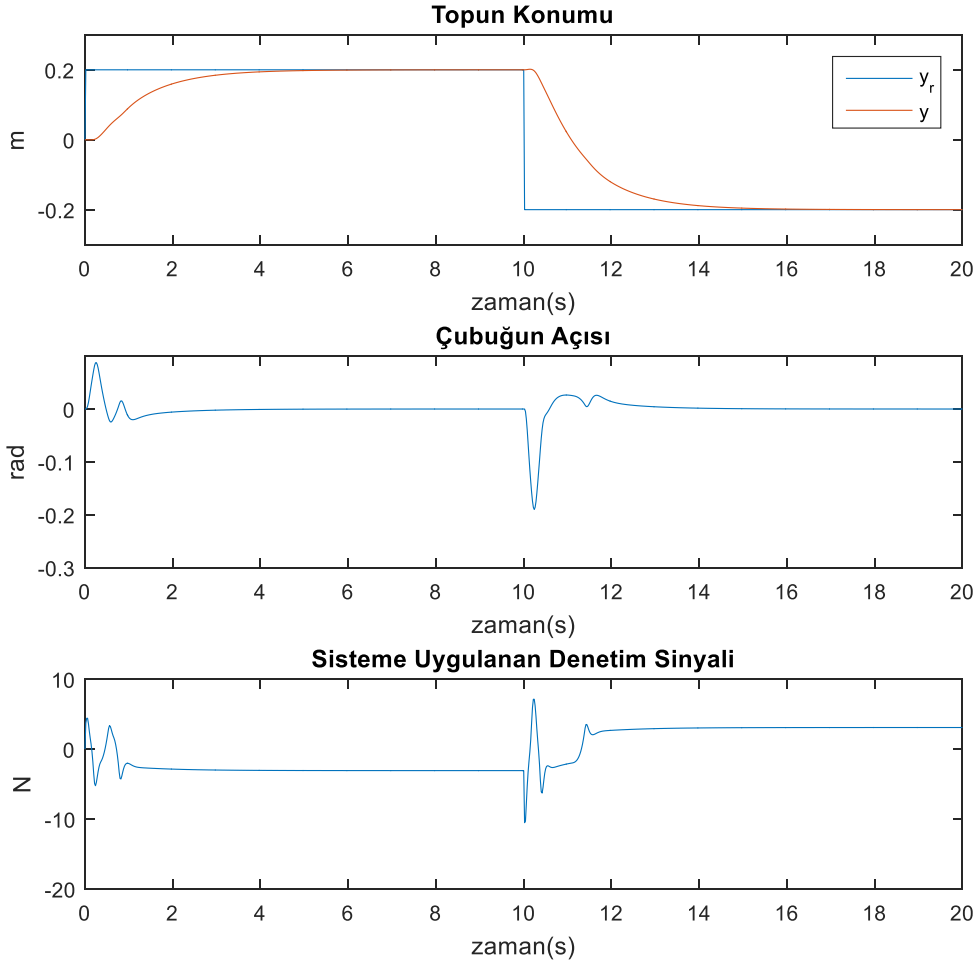 Topun Konumu
0.2
0
-0.2
m
y_r
y
0 2 4 6 8 10 12 14 16 18 20
zaman(s)
Çubuğun Açısı
0
-0.1
-0.2
-0.3
rad
0 2 4 6 8 10 12 14 16 18 20
zaman(s)
Sisteme Uygulanan Denetim Sinyali
10
0
-10
-20
N
0 2 4 6 8 10 12 14 16 18 20
zaman(s)